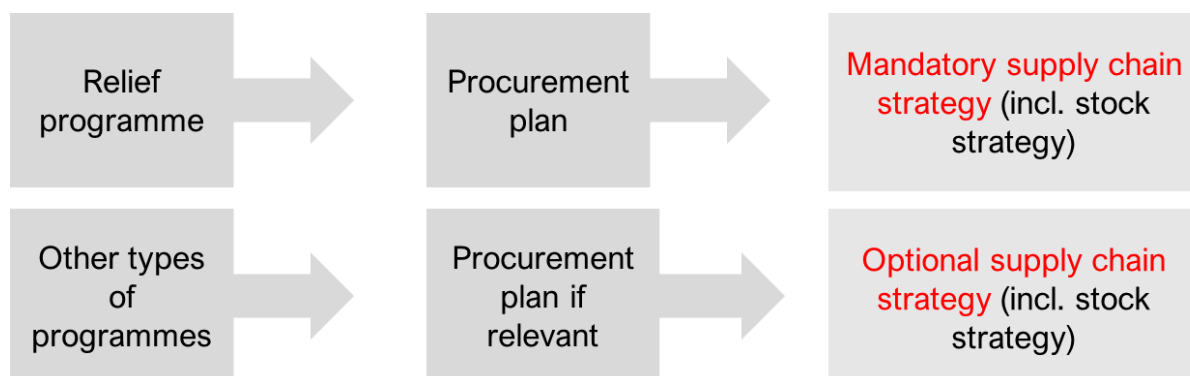 Relief
programme
Procurement
plan
Mandatory supply chain
strategy (incl. stock
strategy)
Other types
of
programmes
Procurement
plan if
relevant
Optional supply chain
strategy (incl. stock
strategy)